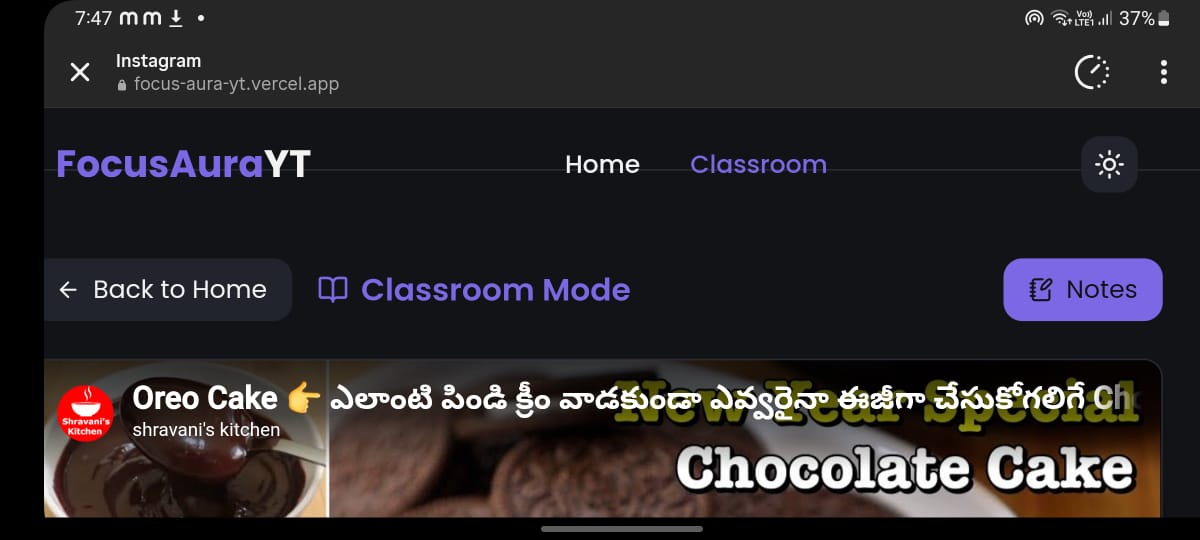 7:47
Vo)) LTE1 37%
Instagram
focus-aura-yt.vercel.app
FocusAuraYT Home Classroom
Back to Home Classroom Mode Notes
Shravani's Kitchen
Oreo Cake 👉 ఎలాంటి పిండి క్రీం వాడకుండా ఎవ్వరైనా ఈజీగా చేసుకోగలిగే Ch
shravani's kitchen
New Year Special
Chocolate Cake